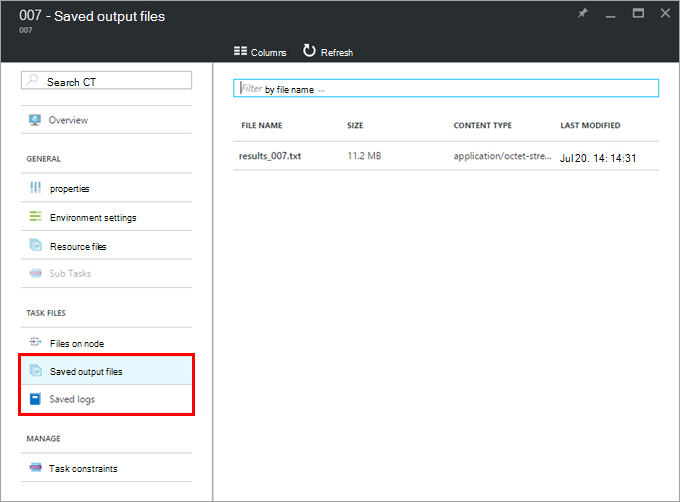 007 - Saved output files
007
Columns
Refresh
Search CT
Overview
GENERAL
properties
Environment settings
Resource files
Sub Tasks
TASK FILES
Files on node
Saved output files
Saved logs
MANAGE
Task constraints
Filter by file name ...
FILE NAME SIZE CONTENT TYPE LAST MODIFIED
results_007.txt 11.2 MB application/octet-stre... Jul 20. 14: 14:31